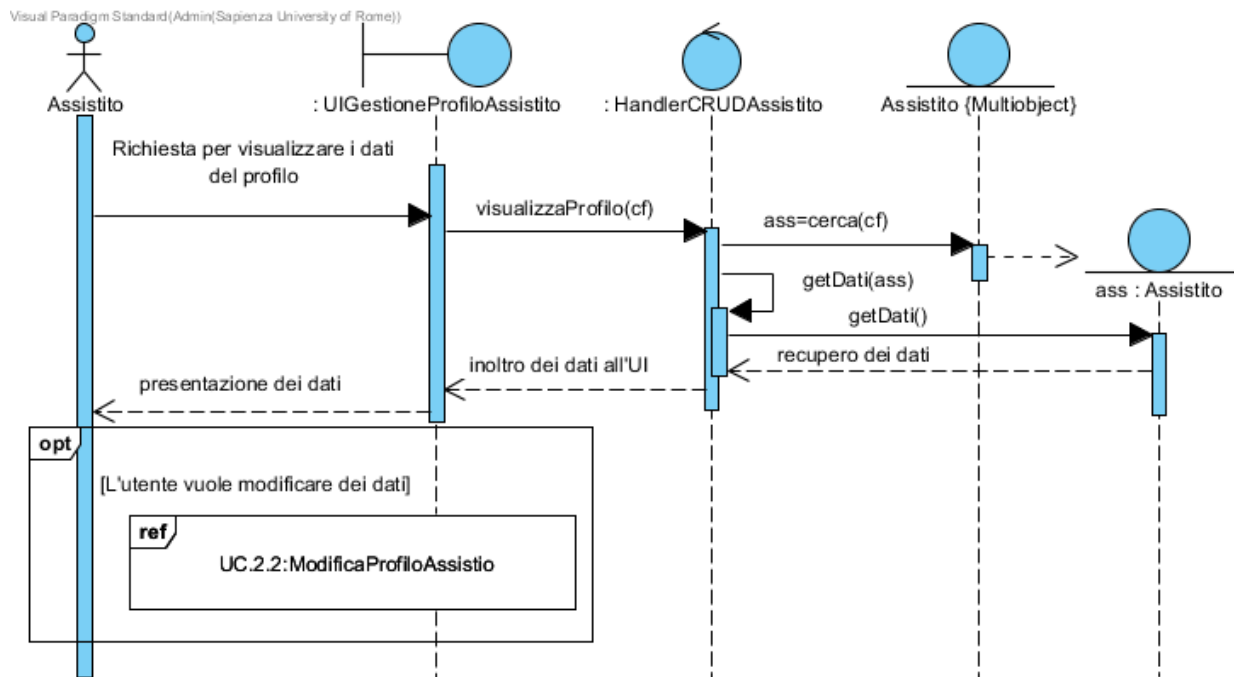 Visual Paradigm Standard(Admin(Sapienza University of Rome))
Assistito
: UIGestioneProfiloAssistito
: HandlerCRUDAssistito
Assistito {Multiobject}
Richiesta per visualizzare i dati
del profilo
visualizzaProfilo(cf)
ass=cerca(cf)
getDati(ass)
ass : Assistito
getDati()
recupero dei dati
inoltro dei dati all'UI
presentazione dei dati
opt
[L'utente vuole modificare dei dati]
ref
UC.2.2:ModificaProfiloAssistio